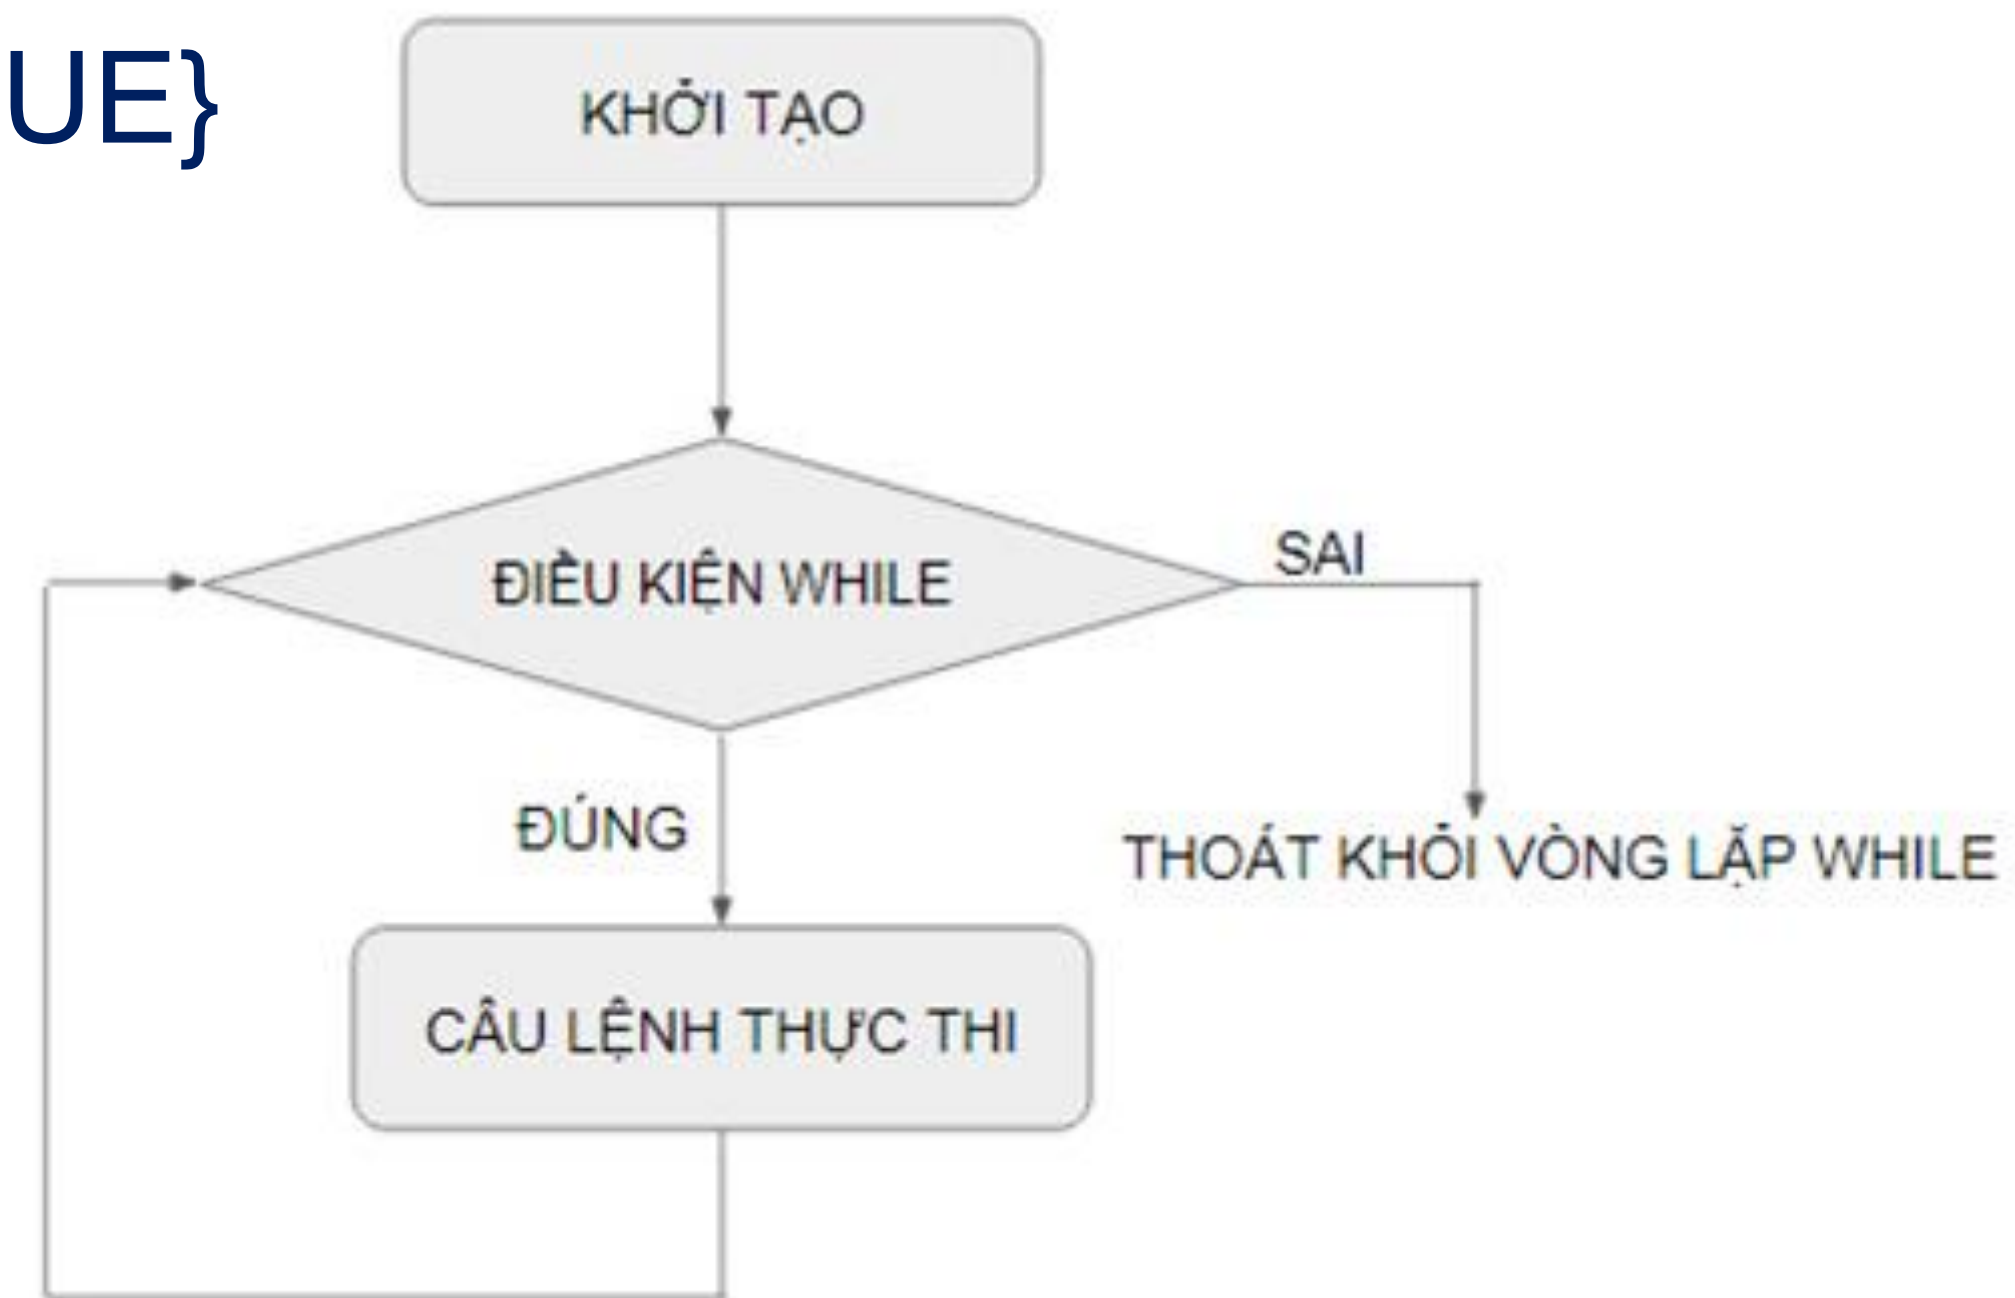 UE}
KHỞI TẠO
ĐIỀU KIỆN WHILE
SAI
ĐÚNG
THOÁT KHỎI VÒNG LẶP WHILE
CÂU LỆNH THỰC THI